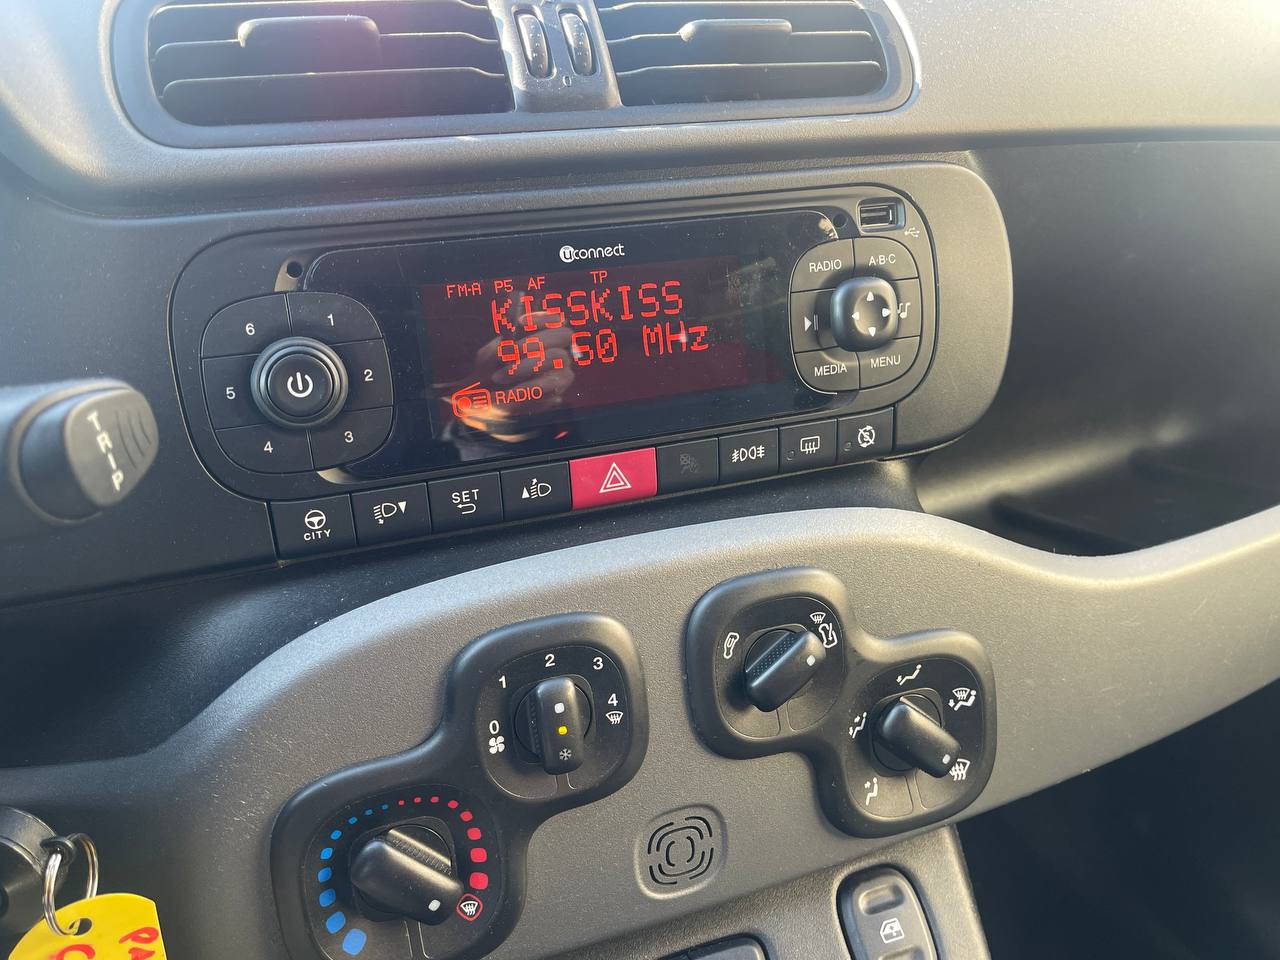 uconnect
FM-A P5 AF TP
KISSKISS
99.50 MHz
RADIO
6 1
5 2
4 3
RADIO A·B·C
MEDIA MENU
TRIP
CITY
SET
0 1 2 3 4